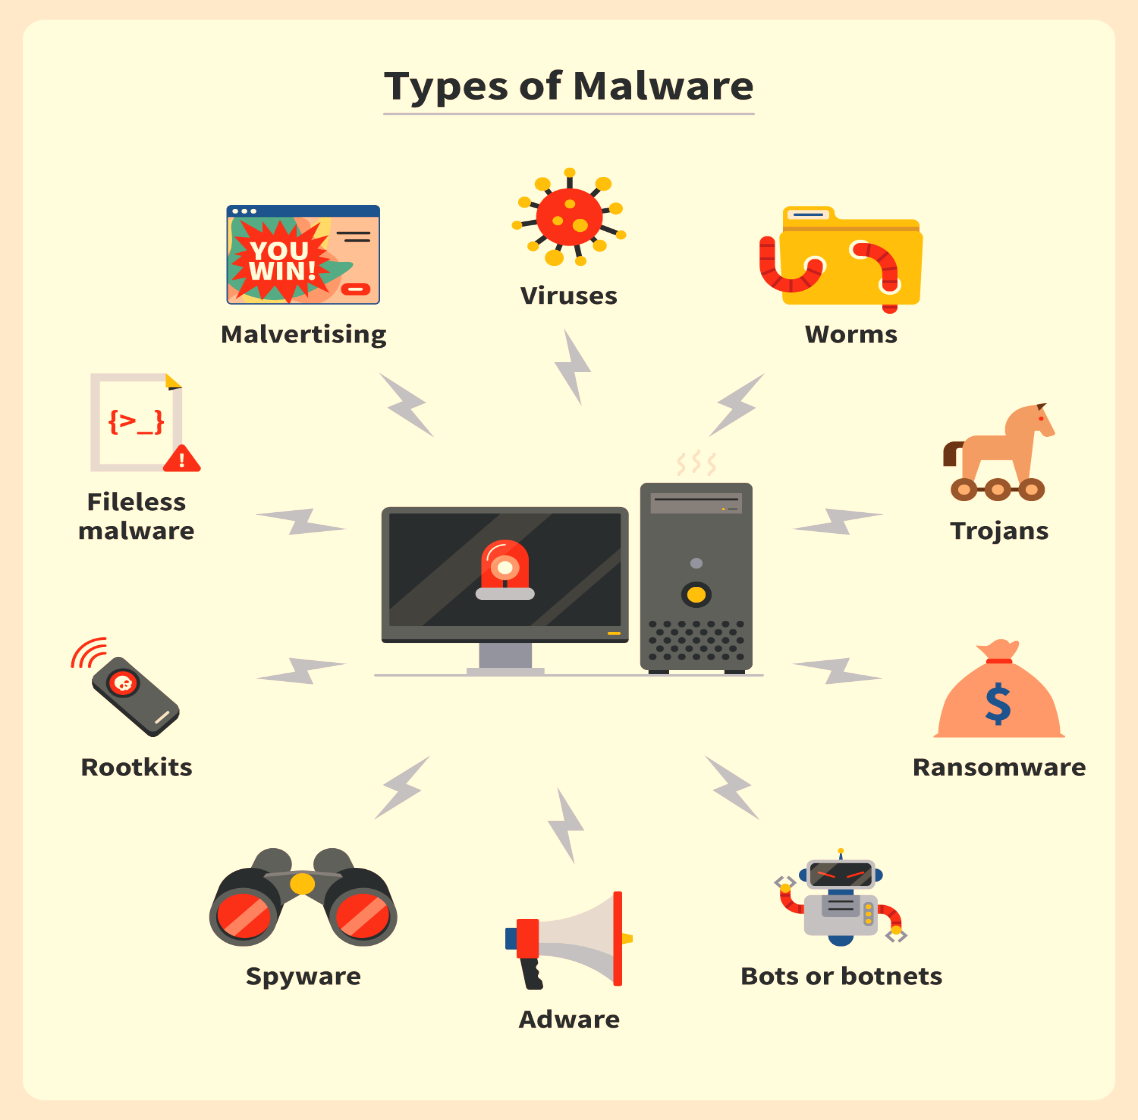 Types of Malware
YOU
WIN!
Malvertising
Viruses
Worms
{>_}
!
Fileless
malware
Trojans
Rootkits
$
Ransomware
Spyware
Adware
Bots or botnets